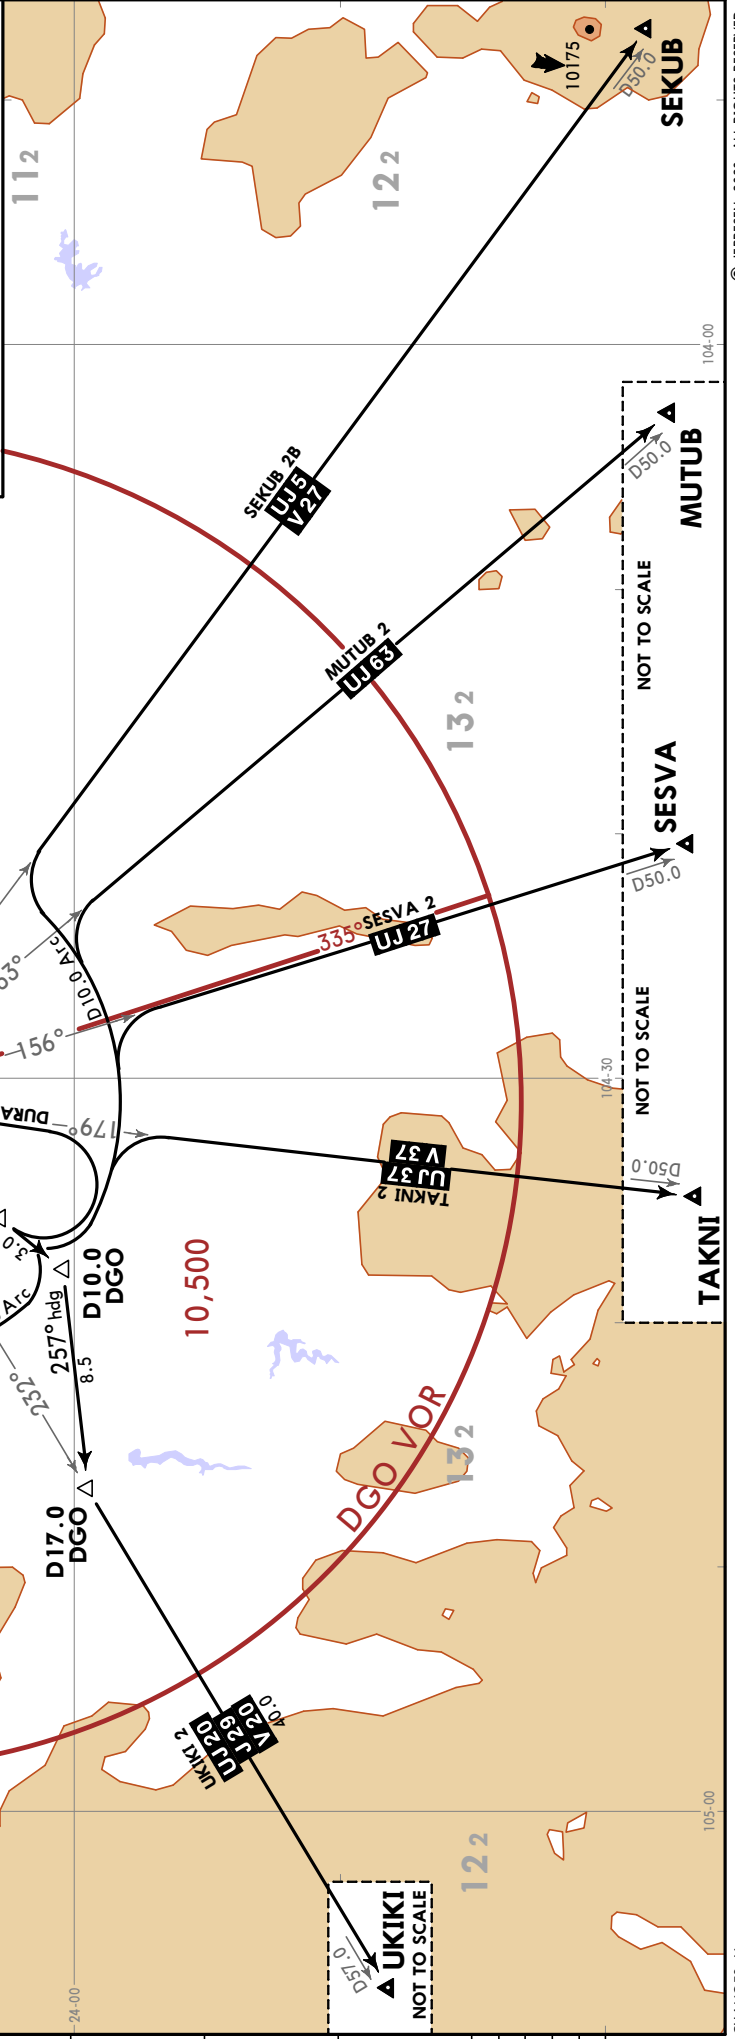 11 2
12 2
10175
D50.0
SEKUB
104-00
SEKUB 2B
UJ 5
V 27
D50.0
MUTUB
MUTUB 2
UJ 63
NOT TO SCALE
13 2
SESVA
D50.0
335°
SESVA 2
UJ 27
D10.0 Arc
156°
NOT TO SCALE
104-30
DURA
179°
V 37
UJ 37
TAKNI 2
D50.0
TAKNI
3.0
D10.0
DGO
Arc
257° hdg
8.5
232°
10,500
D17.0
DGO
DGO VOR
13 2
UKIKI 2
UJ 20
J 29
V 20
40.0
105-00
12 2
D57.0
UKIKI
NOT TO SCALE
24-00